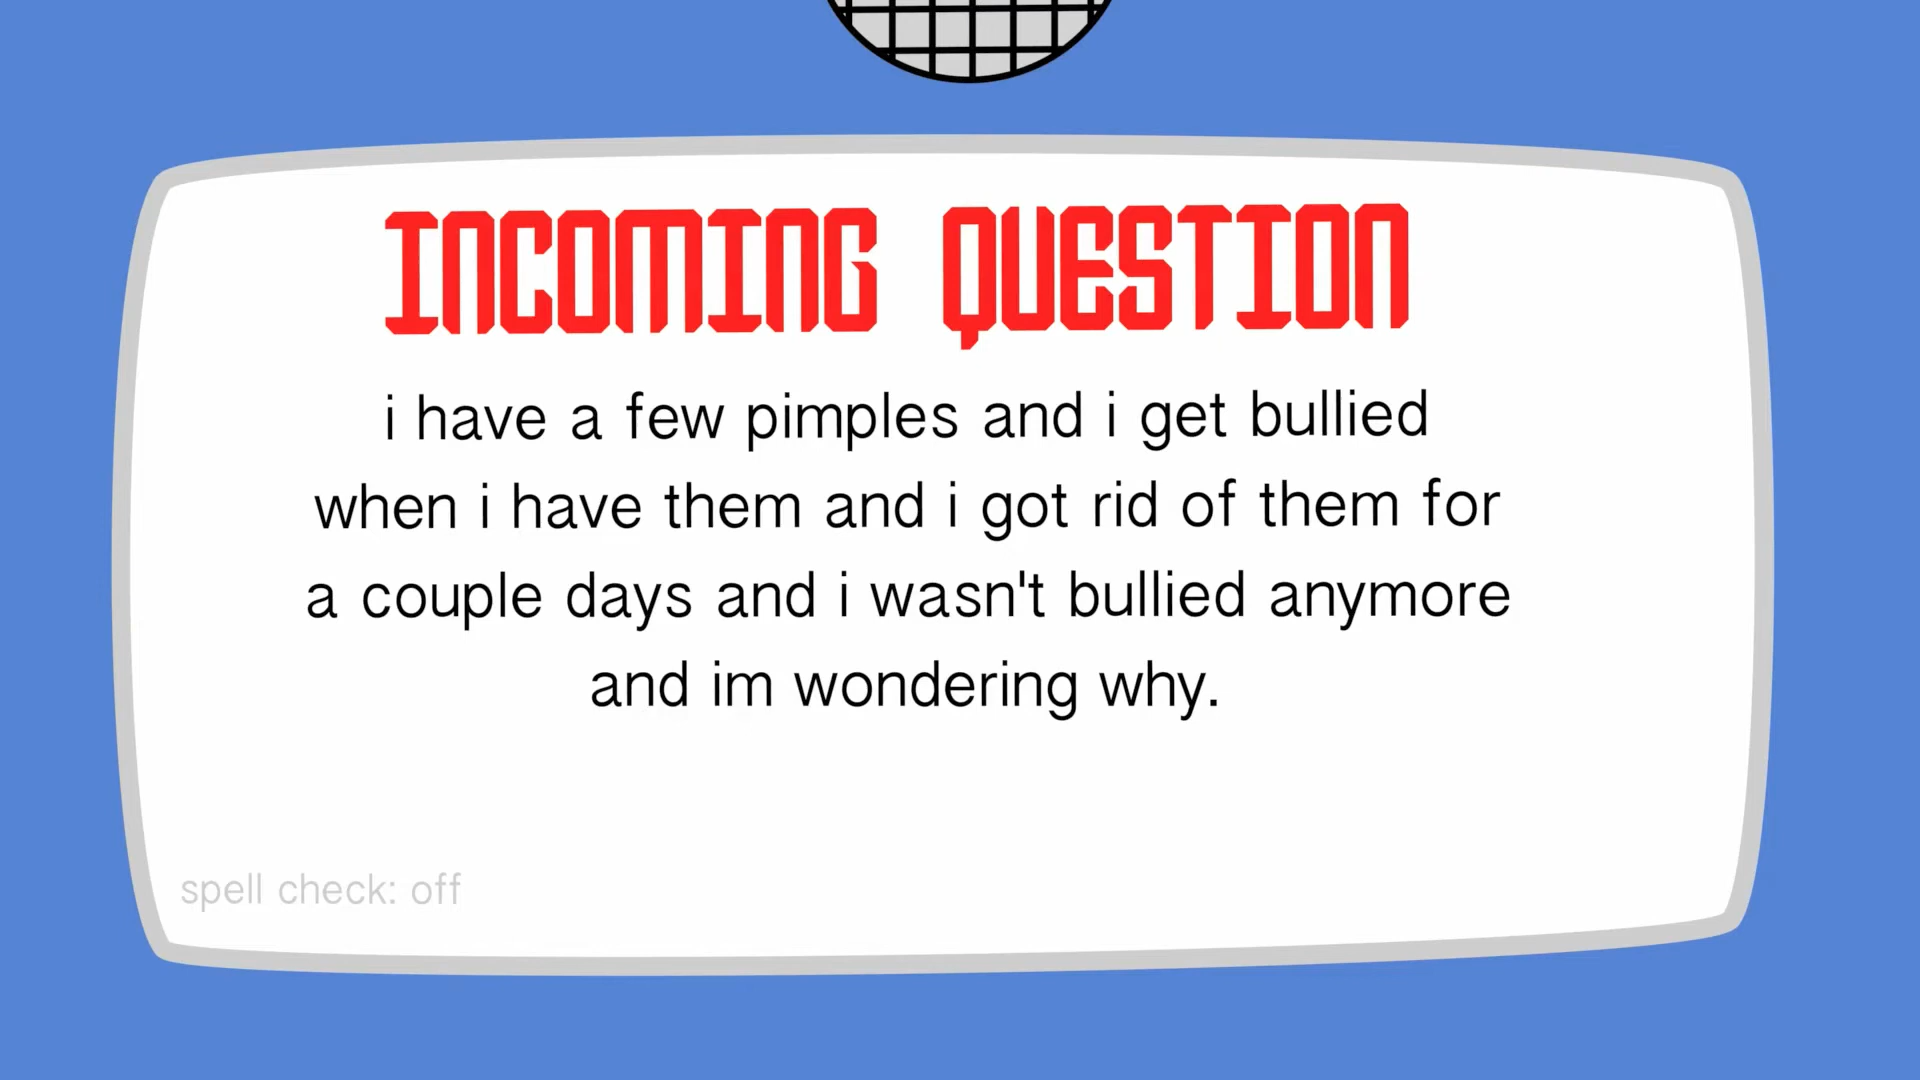 INCOMING QUESTION
i have a few pimples and i get bullied
when i have them and i got rid of them for
a couple days and i wasn't bullied anymore
and im wondering why.
spell check: off